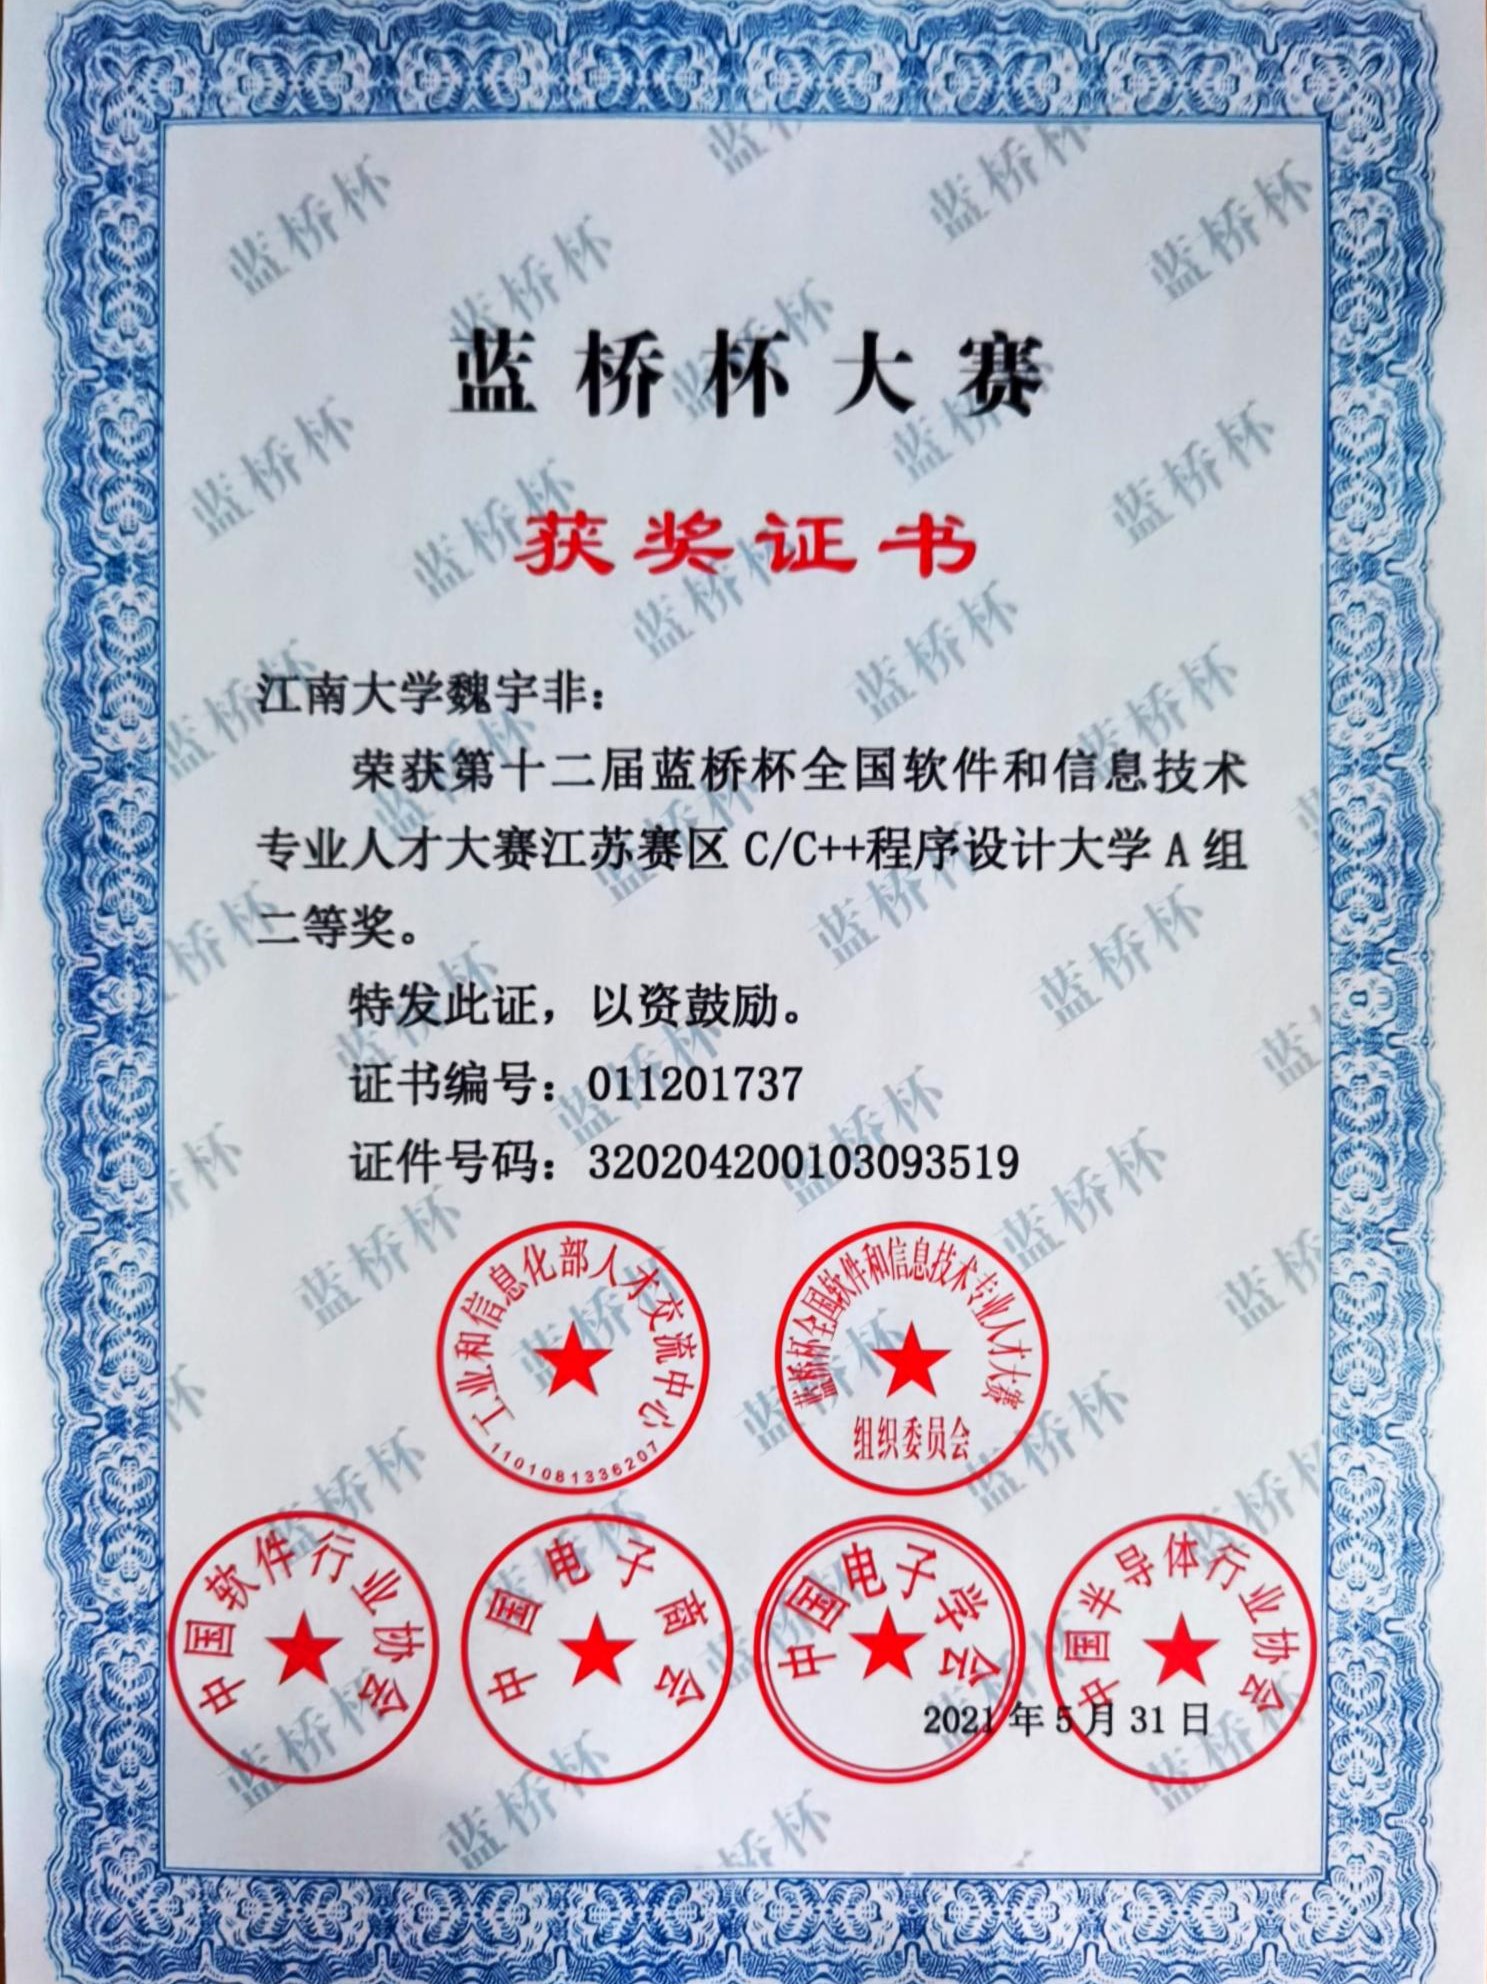 蓝桥杯大赛
获奖证书
江南大学魏宇非：
荣获第十二届蓝桥杯全国软件和信息技术
专业人才大赛江苏赛区 C/C++程序设计大学 A 组
二等奖。
特发此证，以资鼓励。
证书编号：011201737
证件号码：320204200103093519
工业和信息化部人才交流中心
1101081336207
蓝桥杯全国软件和信息技术专业人才大赛
组织委员会
中国软件行业协会
中国电子商会
中国电子学会
中国半导体行业协会
2021 年 5 月 31 日
蓝桥杯